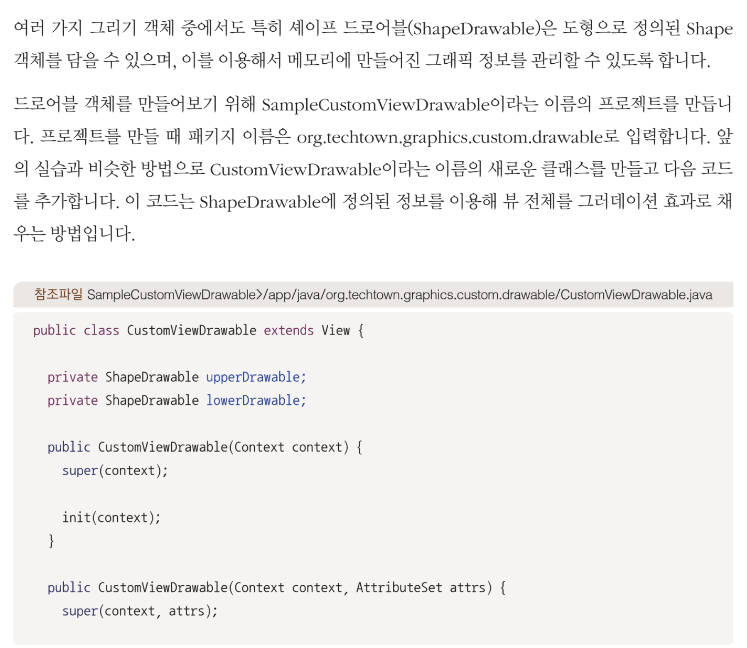 여러 가지 그리기 객체 중에서도 특히 셰이프 드로어블(ShapeDrawable)은 도형으로 정의된 Shape
객체를 담을 수 있으며, 이를 이용해서 메모리에 만들어진 그래픽 정보를 관리할 수 있도록 합니다.
드로어블 객체를 만들어보기 위해 SampleCustomViewDrawable이라는 이름의 프로젝트를 만듭니
다. 프로젝트를 만들 때 패키지 이름은 org.techtown.graphics.custom.drawable로 입력합니다. 앞
의 실습과 비슷한 방법으로 CustomViewDrawable이라는 이름의 새로운 클래스를 만들고 다음 코드
를 추가합니다. 이 코드는 ShapeDrawable에 정의된 정보를 이용해 뷰 전체를 그러데이션 효과로 채
우는 방법입니다.
참조파일 SampleCustomViewDrawable>/app/java/org.techtown.graphics.custom.drawable/CustomViewDrawable.java
public class CustomViewDrawable extends View {
private ShapeDrawable upperDrawable;
private ShapeDrawable lowerDrawable;
public CustomViewDrawable(Context context) {
super(context);
init(context);
}
public CustomViewDrawable(Context context, AttributeSet attrs) {
super(context, attrs);